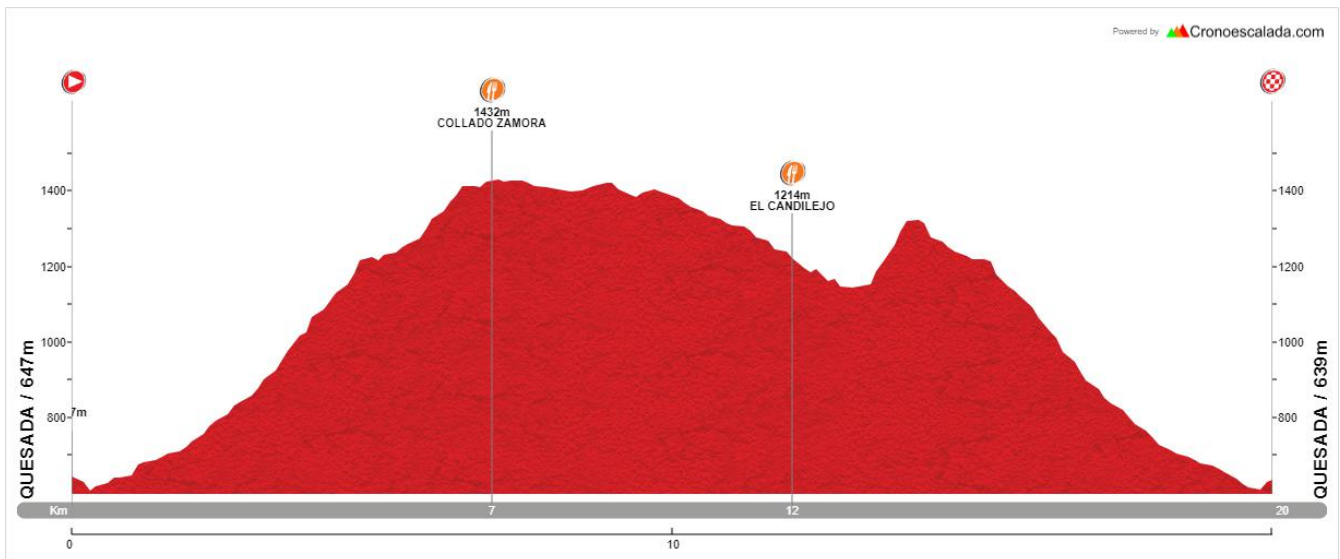 Powered by Cronoescalada.com
1432m
COLLADO ZAMORA
1214m
EL CANDILEJO
1400
1400
1200
1200
1000
1000
800
800
7m
QUESADA / 647m
QUESADA / 639m
Km
7
12
20
0
10